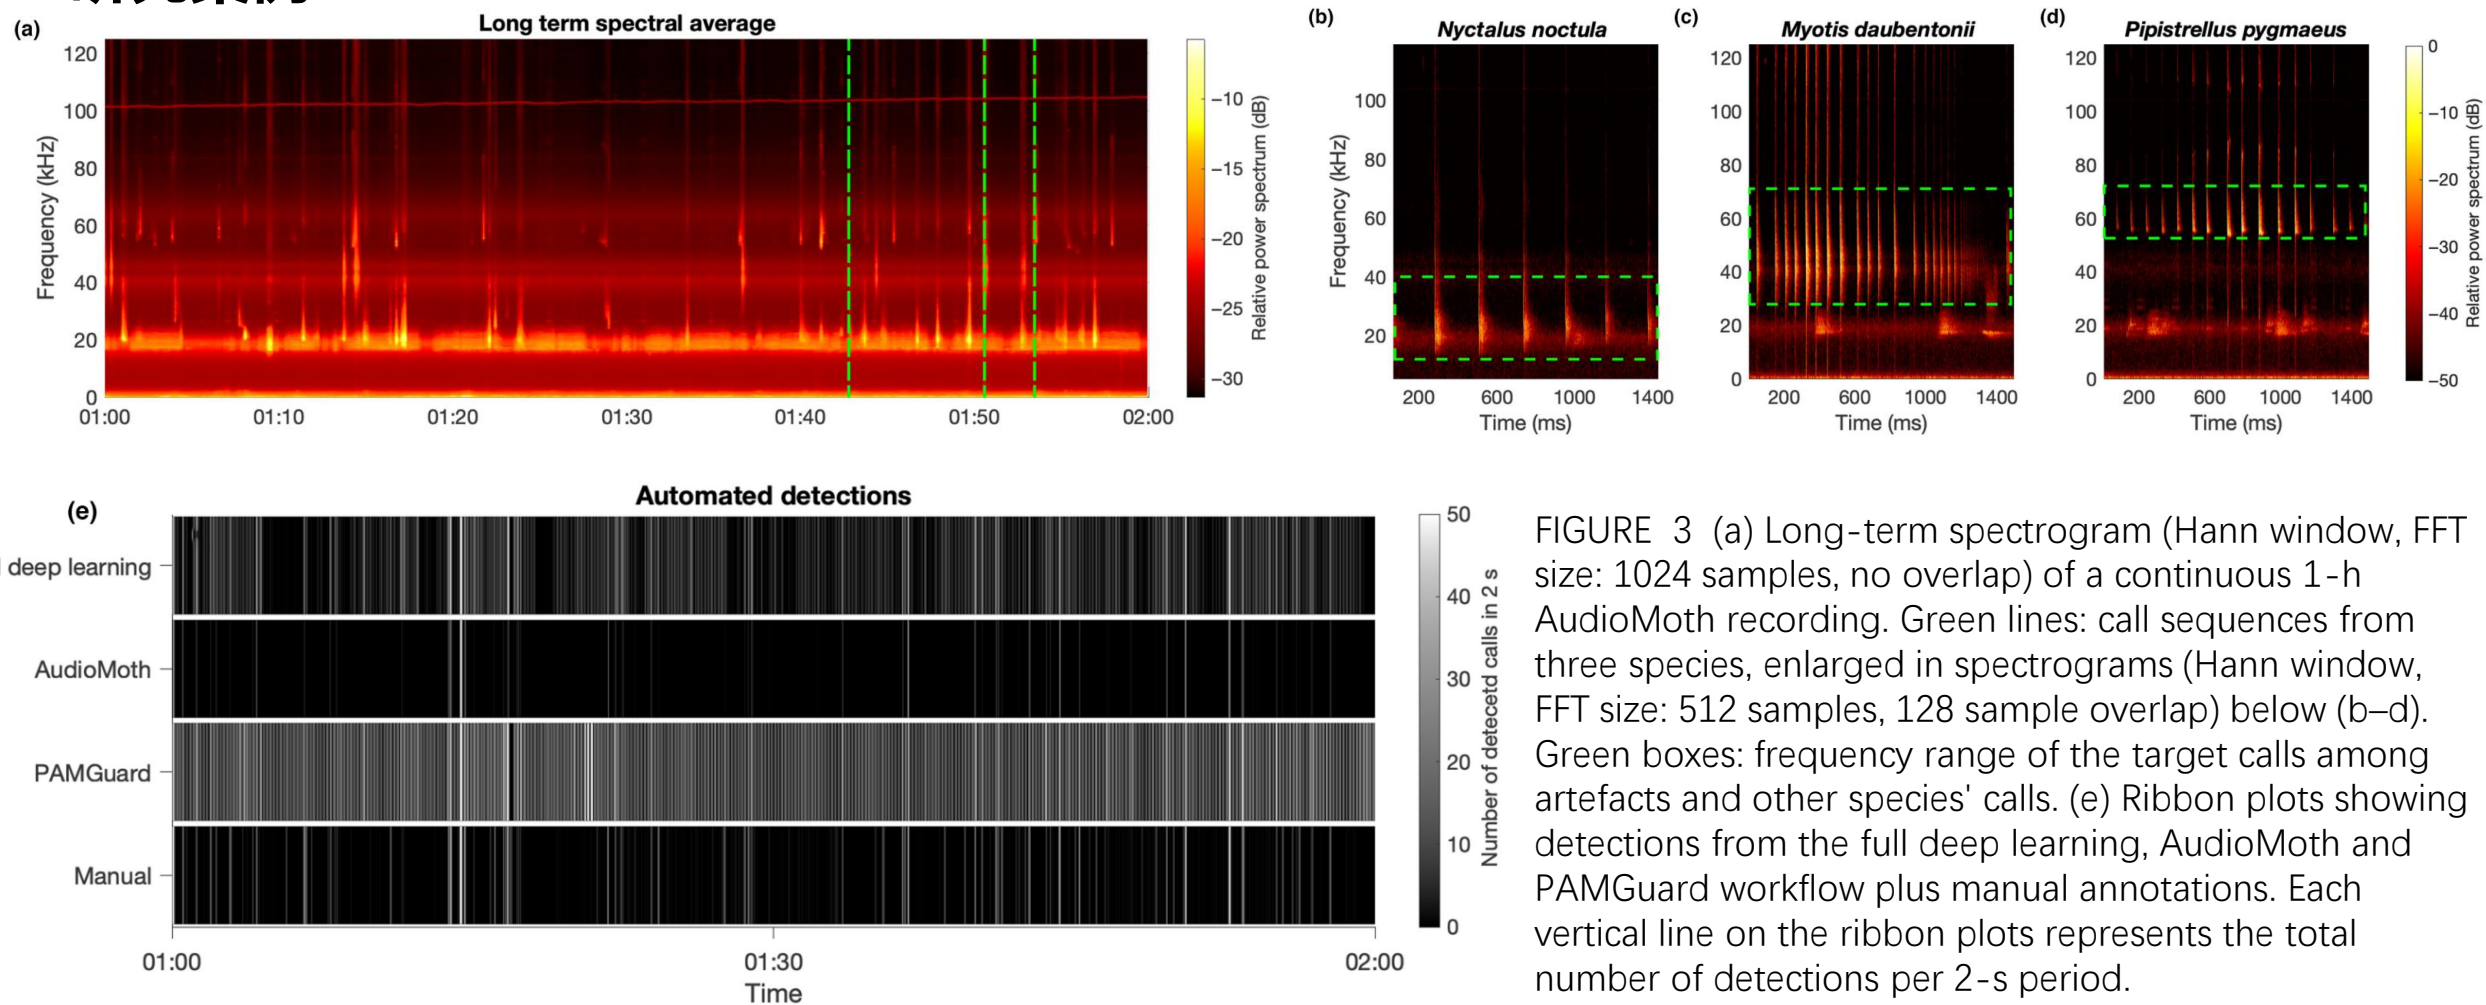 (a)
Long term spectral average
Frequency (kHz)
120
100
80
60
40
20
0
01:00 01:10 01:20 01:30 01:40 01:50 02:00
−10
−15
−20
−25
−30
Relative power spectrum (dB)
(b)
Nyctalus noctula
Frequency (kHz)
100
80
60
40
20
200 600 1000 1400
Time (ms)
(c)
Myotis daubentonii
120
100
80
60
40
20
0
200 600 1000 1400
Time (ms)
(d)
Pipistrellus pygmaeus
120
100
80
60
40
20
0
200 600 1000 1400
Time (ms)
0
−10
−20
−30
−40
−50
Relative power spectrum (dB)
(e)
Automated detections
deep learning
AudioMoth
PAMGuard
Manual
01:00 01:30 02:00
Time
50
40
30
20
10
0
Number of detecetd calls in 2 s
FIGURE 3 (a) Long-term spectrogram (Hann window, FFT
size: 1024 samples, no overlap) of a continuous 1-h
AudioMoth recording. Green lines: call sequences from
three species, enlarged in spectrograms (Hann window,
FFT size: 512 samples, 128 sample overlap) below (b–d).
Green boxes: frequency range of the target calls among
artefacts and other species' calls. (e) Ribbon plots showing
detections from the full deep learning, AudioMoth and
PAMGuard workflow plus manual annotations. Each
vertical line on the ribbon plots represents the total
number of detections per 2-s period.